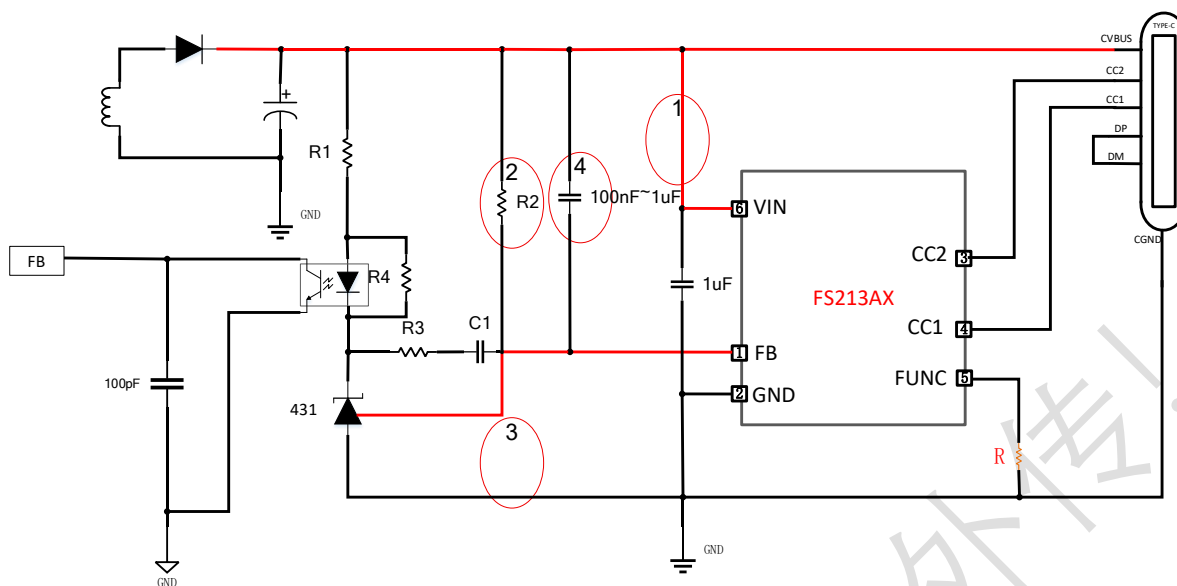 TYPE-C
CVBUS
CC2
CC1
DP
DM
CGND
+
R1
2
R2
4
100nF~1uF
1
GND
6
VIN
FB
R4
CC2
3
1uF
FS213AX
R3
C1
CC1
4
1
FB
FUNC
5
100pF
2
GND
431
3
R
GND
GND
外传!